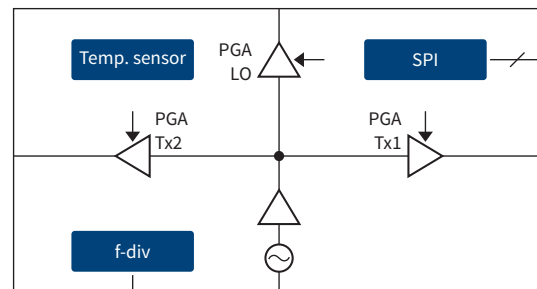 Temp. sensor
PGA
LO
SPI
PGA
Tx2
PGA
Tx1
f-div